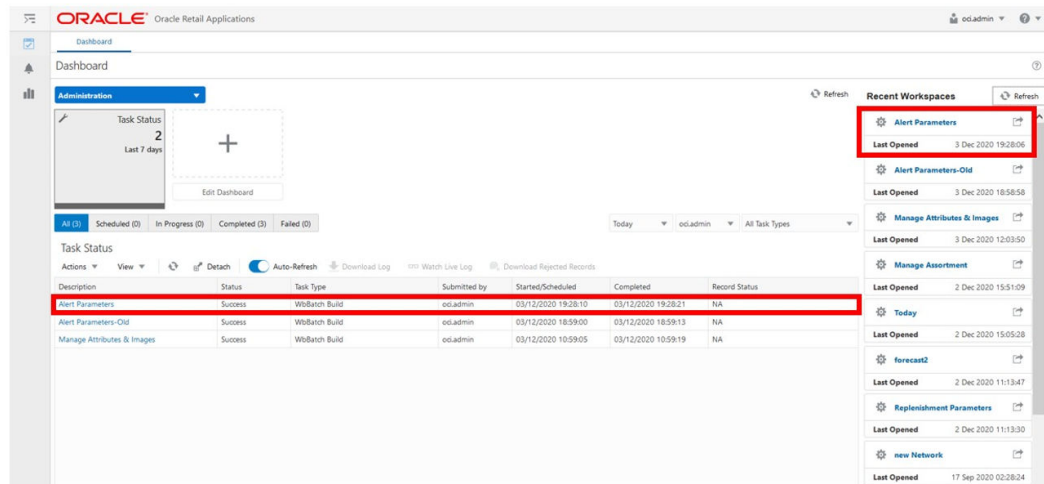 ORACLE® Oracle Retail Applications oci.admin
Dashboard
Dashboard
Administration Refresh Recent Workspaces Refresh
Task Status
2
Last 7 days
Edit Dashboard
All (3) Scheduled (0) In Progress (0) Completed (3) Failed (0) Today oci.admin All Task Types
Task Status
Actions View Detach Auto-Refresh Download Log Watch Live Log Download Rejected Records
Description Status Task Type Submitted by Started/Scheduled Completed Record Status
Alert Parameters Success WbBatch Build oci.admin 03/12/2020 19:28:10 03/12/2020 19:28:21 NA
Alert Parameters-Old Success WbBatch Build oci.admin 03/12/2020 18:59:00 03/12/2020 18:59:13 NA
Manage Attributes & Images Success WbBatch Build oci.admin 03/12/2020 10:59:05 03/12/2020 10:59:19 NA
Alert Parameters
Last Opened 3 Dec 2020 19:28:06
Alert Parameters-Old
Last Opened 3 Dec 2020 18:58:58
Manage Attributes & Images
Last Opened 3 Dec 2020 12:03:50
Manage Assortment
Last Opened 2 Dec 2020 15:51:09
Today
Last Opened 2 Dec 2020 15:05:28
forecast2
Last Opened 2 Dec 2020 11:13:47
Replenishment Parameters
Last Opened 2 Dec 2020 11:13:30
new Network
Last Opened 17 Sep 2020 02:28:24